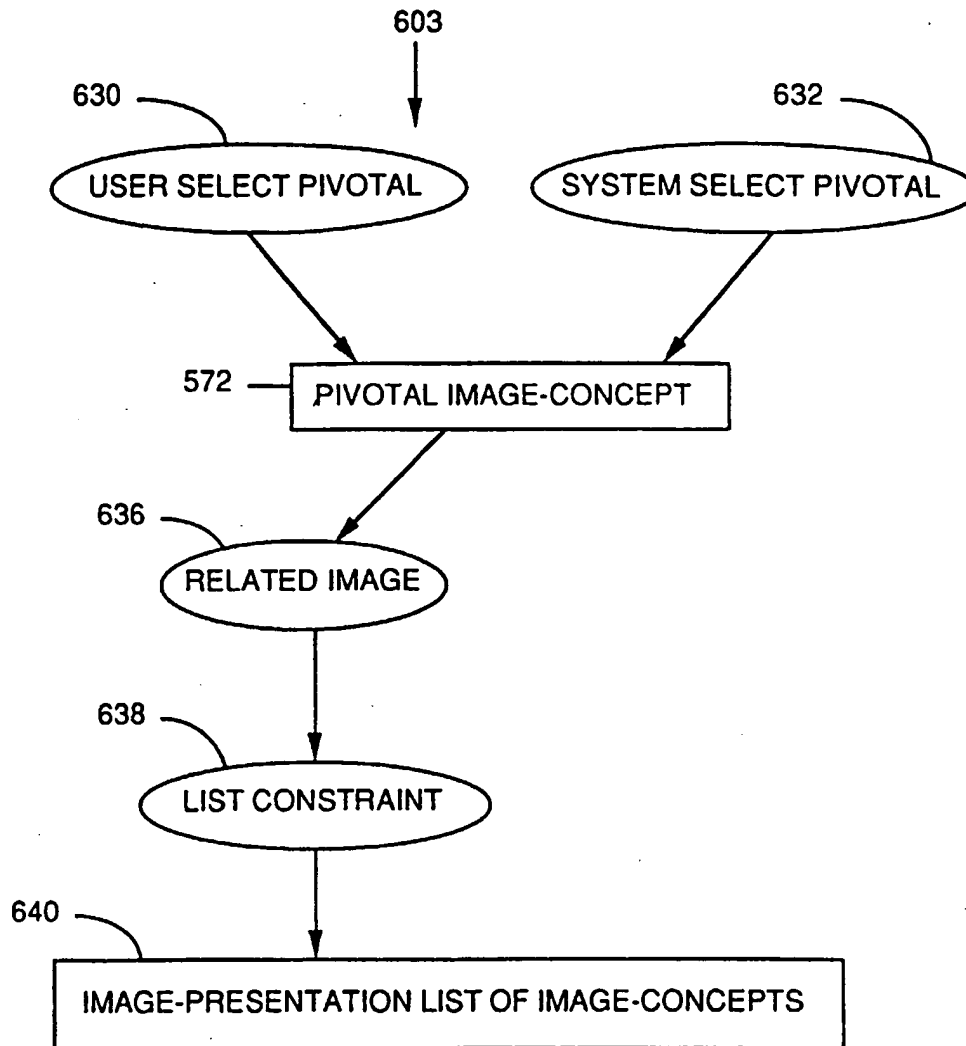 603
630
632
USER SELECT PIVOTAL
SYSTEM SELECT PIVOTAL
572
PIVOTAL IMAGE-CONCEPT
636
RELATED IMAGE
638
LIST CONSTRAINT
640
IMAGE-PRESENTATION LIST OF IMAGE-CONCEPTS